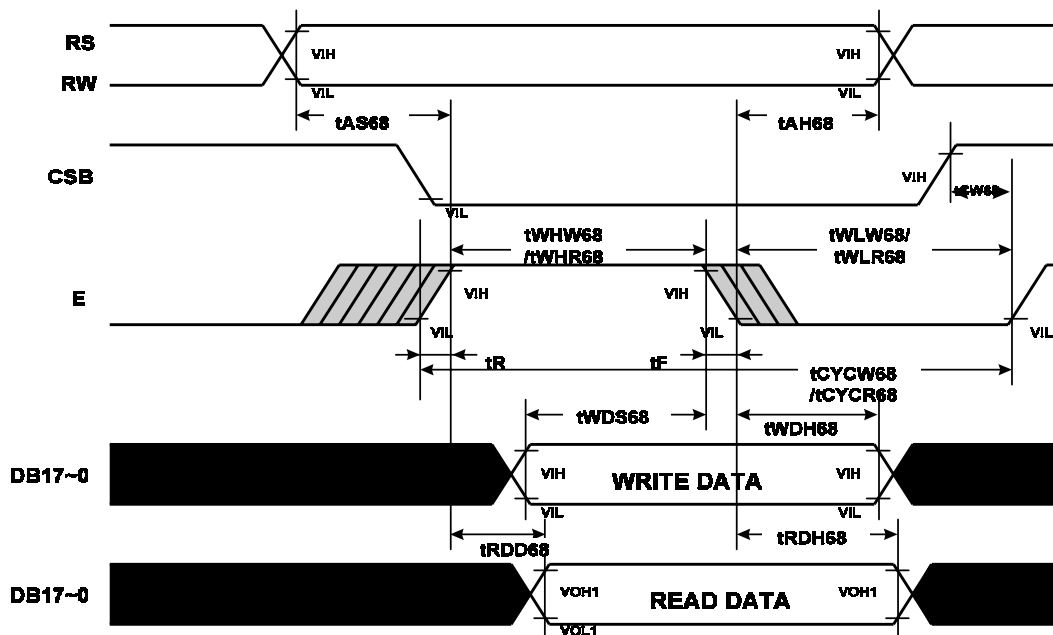 RS
VIH
VIH
RW
VIL
VIL
tAS68
tAH68
CSB
VIH
tCW68
VIL
tWHW68
/tWHR68
tWLW68/
tWLR68
E
VIH
VIH
VIL
VIL
VIL
tR
tF
tCYCW68
/tCYCR68
tWDS68
tWDH68
DB17~0
VIH
WRITE DATA
VIH
VIL
VIL
tRDD68
tRDH68
DB17~0
VOH1
READ DATA
VOH1
VOL1